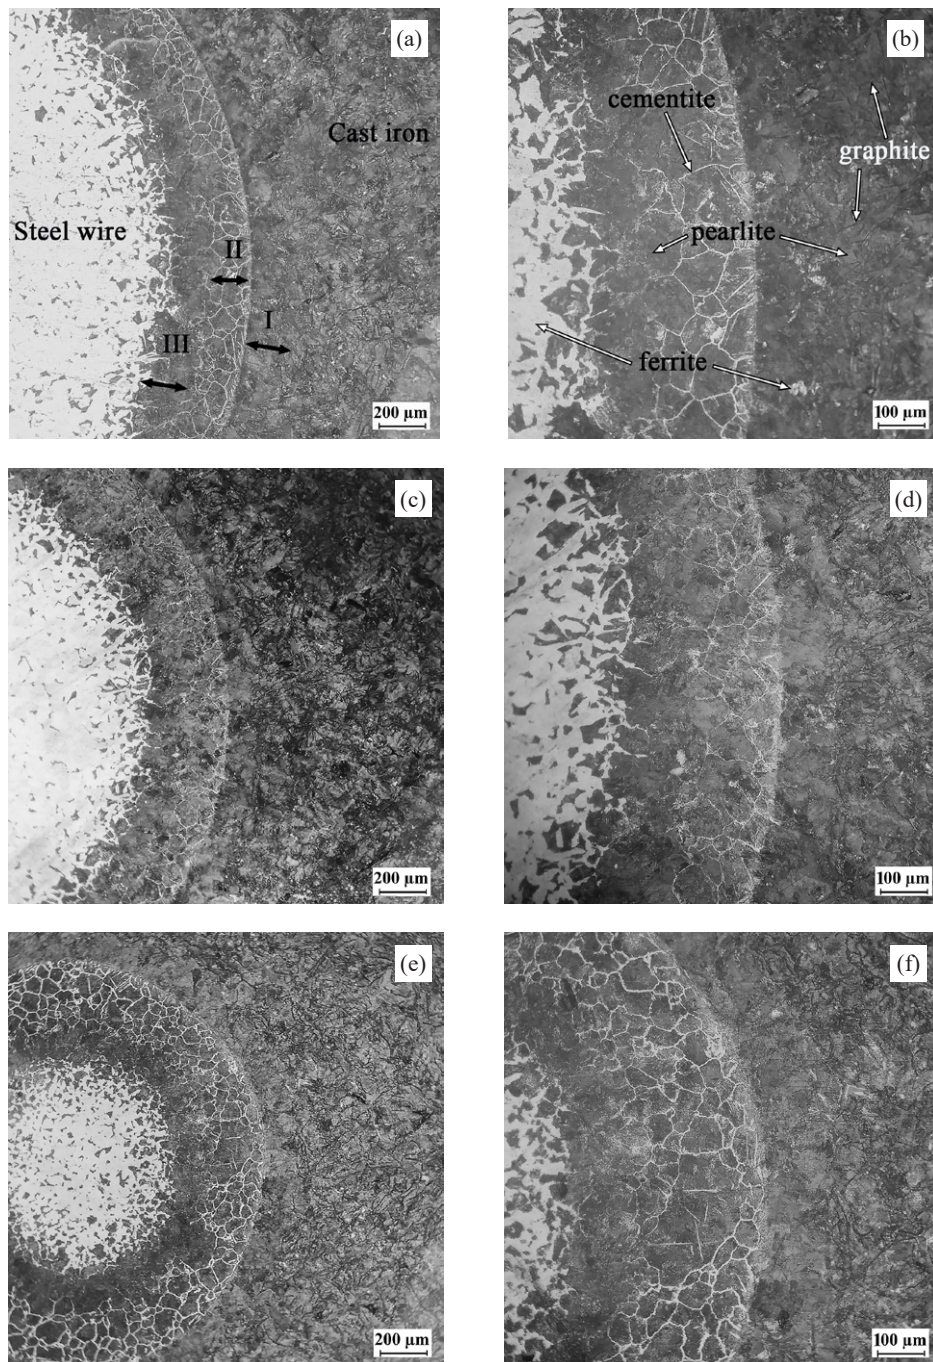 (a)
Cast iron
Steel wire
II
I
III
200 µm
(b)
cementite
graphite
pearlite
ferrite
100 µm
(c)
200 µm
(d)
100 µm
(e)
200 µm
(f)
100 µm